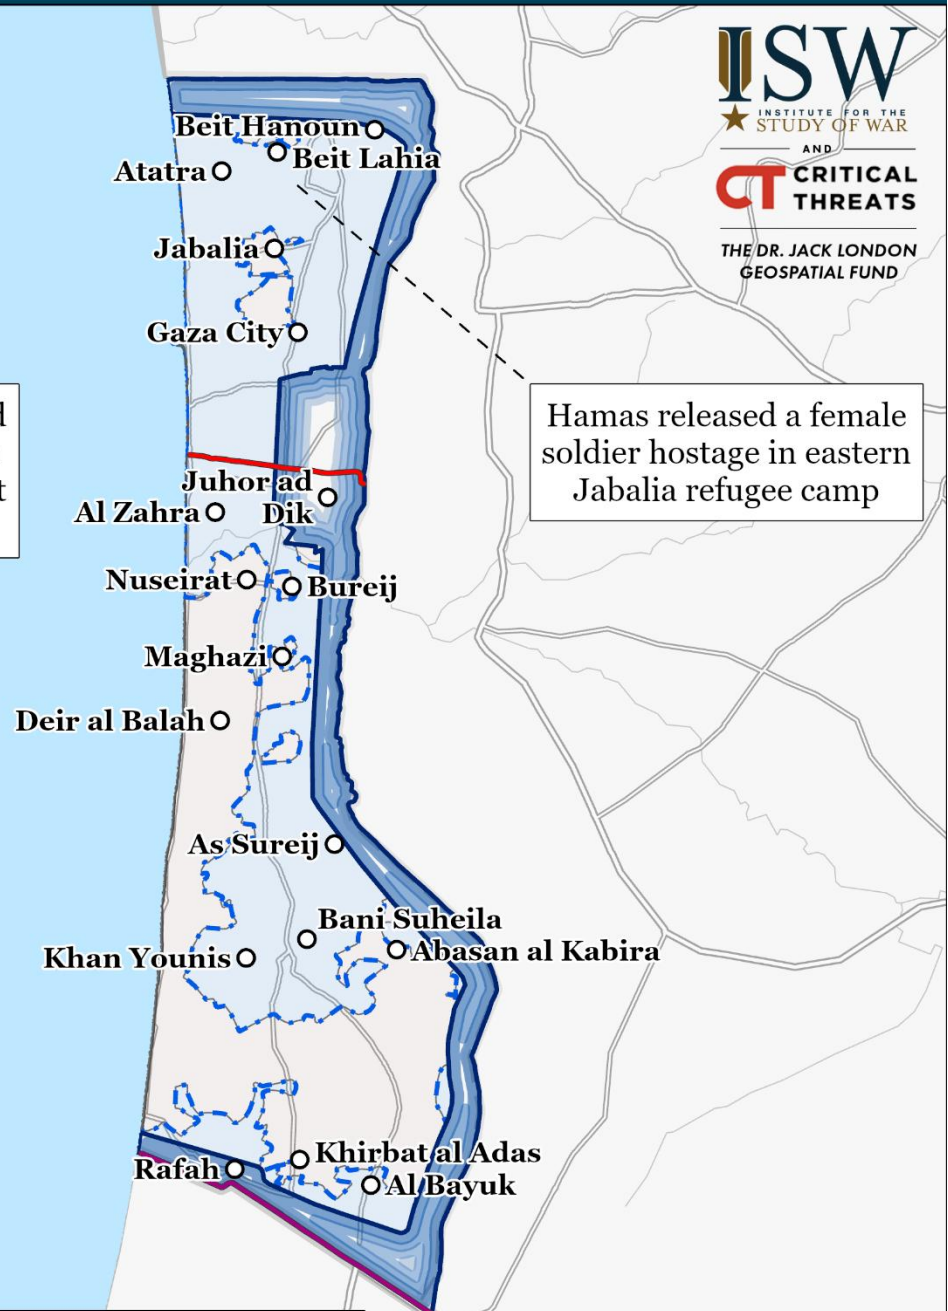 ISW
INSTITUTE FOR THE
STUDY OF WAR
AND
CT CRITICAL
THREATS
THE DR. JACK LONDON
GEOSPATIAL FUND
Beit Hanoun
Beit Lahia
Atatra
Jabalia
Gaza City
Hamas released a female
soldier hostage in eastern
Jabalia refugee camp
Juhor ad
Dik
Al Zahra
Nuseirat
Bureij
Maghazi
Deir al Balah
As Sureij
Bani Suheila
Abasan al Kabira
Khan Younis
Khirbat al Adas
Rafah
Al Bayuk